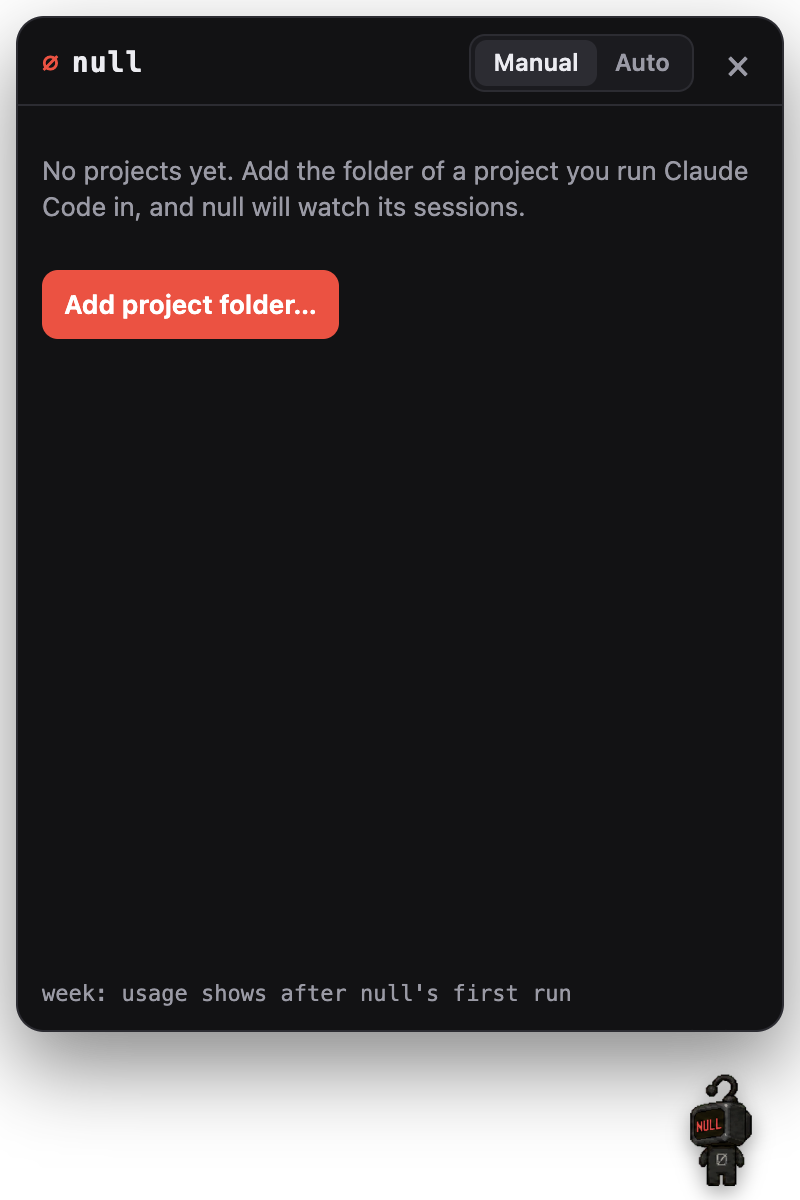 ø null
Manual
Auto
×
No projects yet. Add the folder of a project you run Claude
Code in, and null will watch its sessions.
Add project folder...
week: usage shows after null's first run
NULL
Ø